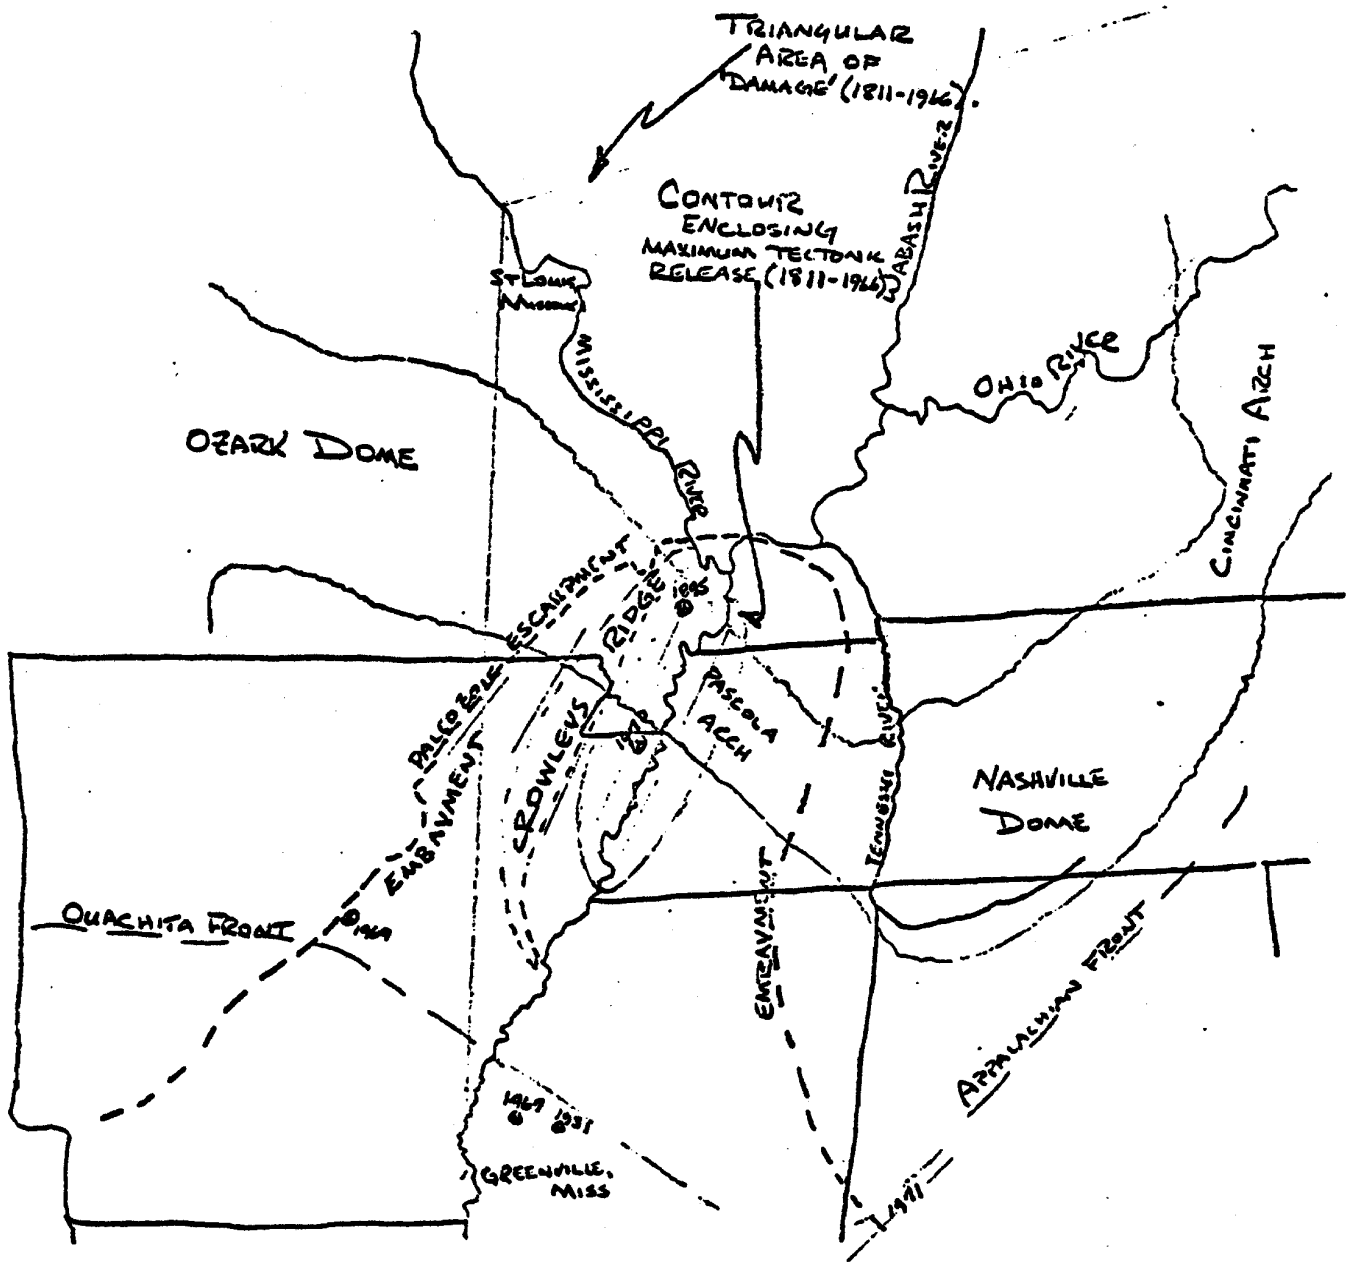 TRIANGULAR
AREA OF
'DAMAGE' (1811-1966).
CONTOUR
ENCLOSING
MAXIMUM TECTONIC
RELEASE (1811-1966)
WABASH RIVER
ST LOUIS
MISSOURI
MISSISSIPPI RIVER
OHIO RIVER
CINCINNATI ARCH
OZARK DOME
PALEOZOIC ESCARPMENT
CROWLEYS RIDGE
1895
PASCOLA
ARCH
TENNESSEE RIVER
NASHVILLE
DOME
EMBAYMENT
EMBAYMENT
OUACHITA FRONT
1969
APPALACHIAN FRONT
1931
GREENVILLE,
MISS
1971